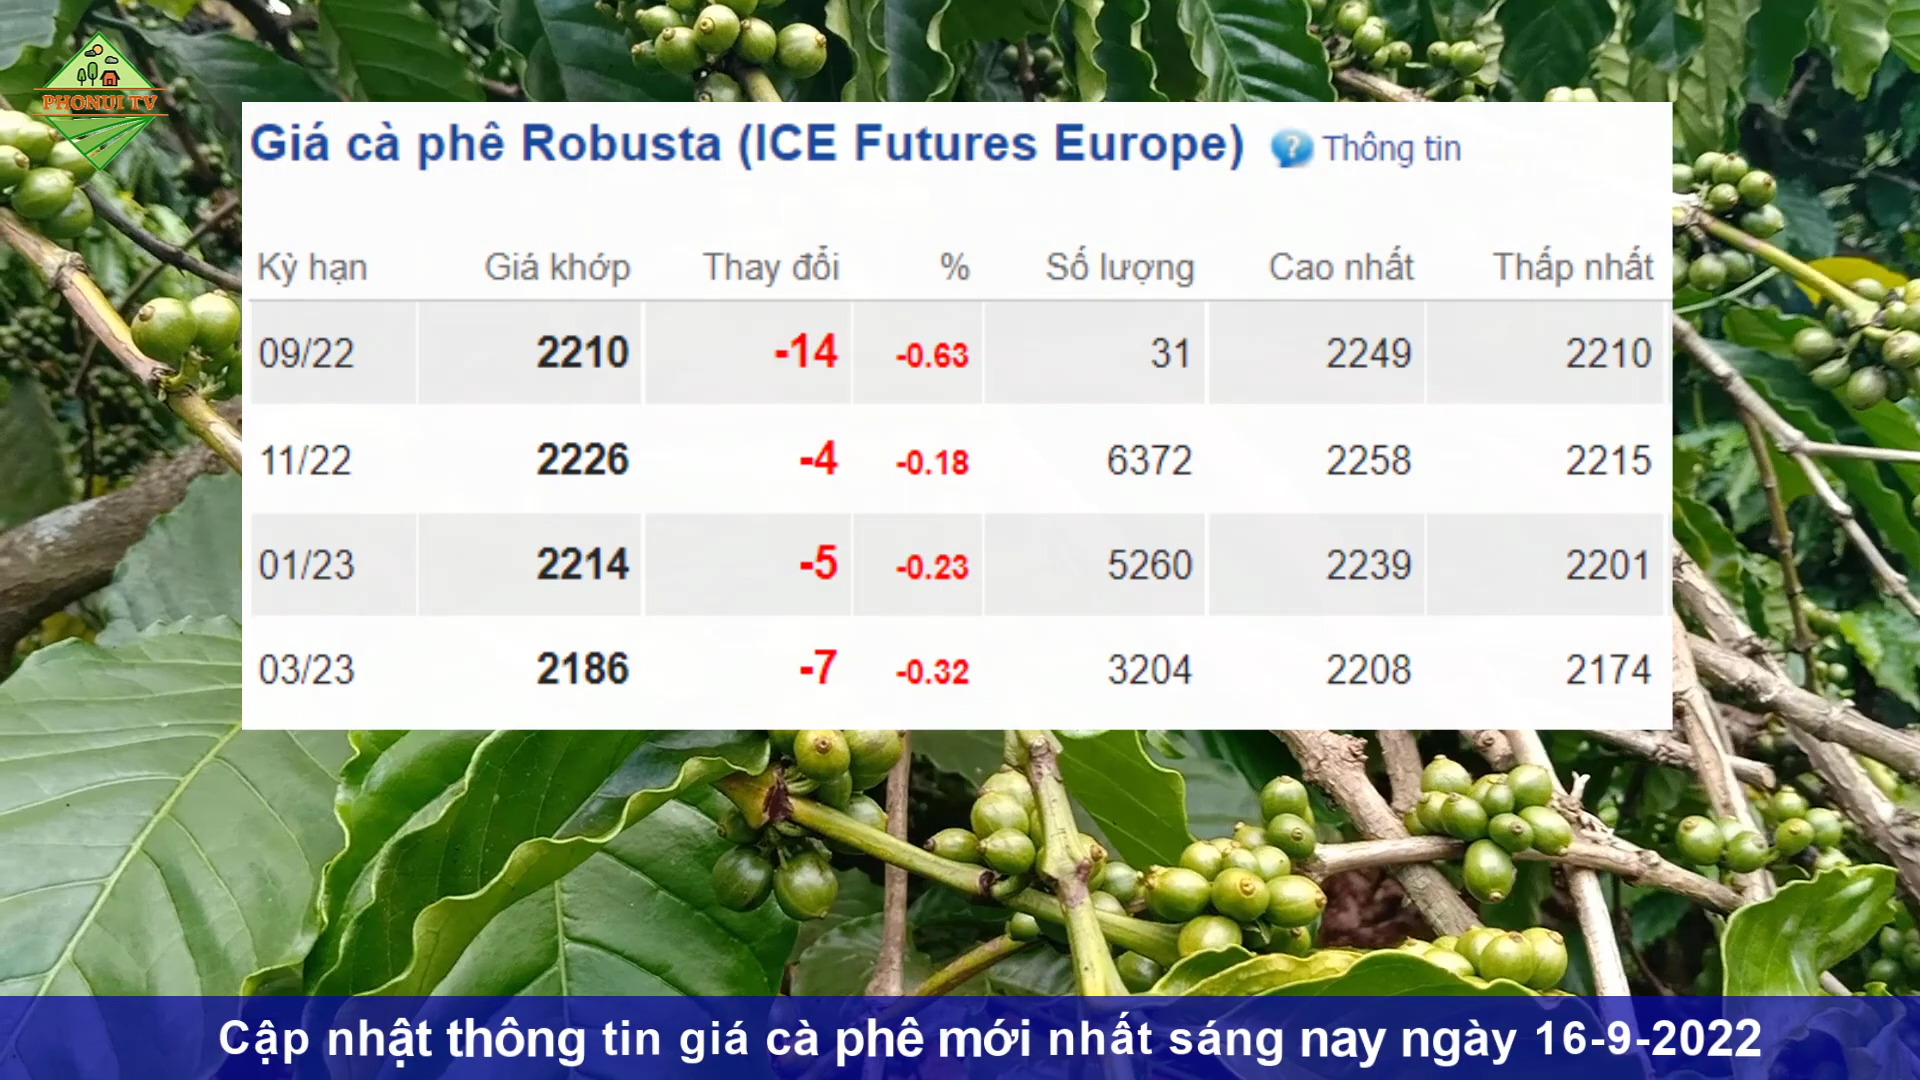 PHONUI TV
Giá cà phê Robusta (ICE Futures Europe) ? Thông tin
Kỳ hạn Giá khớp Thay đổi % Số lượng Cao nhất Thấp nhất
09/22 2210 -14 -0.63 31 2249 2210
11/22 2226 -4 -0.18 6372 2258 2215
01/23 2214 -5 -0.23 5260 2239 2201
03/23 2186 -7 -0.32 3204 2208 2174
Cập nhật thông tin giá cà phê mới nhất sáng nay ngày 16-9-2022